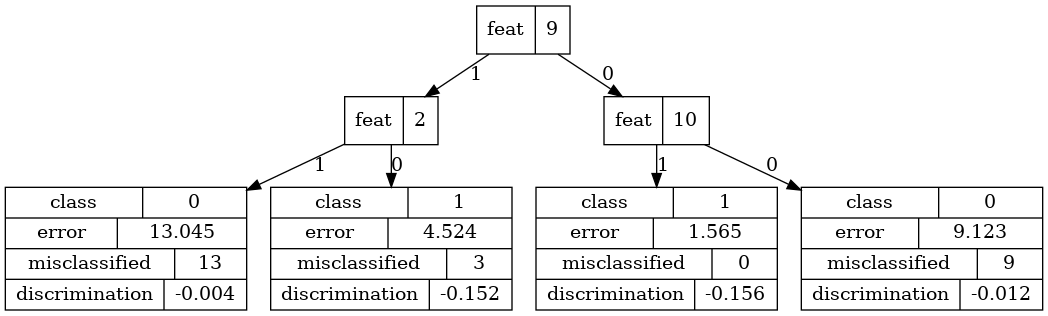 feat 9
1 0
feat 2 feat 10
1 0 1 0
class 0 class 1 class 1 class 0
error 13.045 error 4.524 error 1.565 error 9.123
misclassified 13 misclassified 3 misclassified 0 misclassified 9
discrimination -0.004 discrimination -0.152 discrimination -0.156 discrimination -0.012